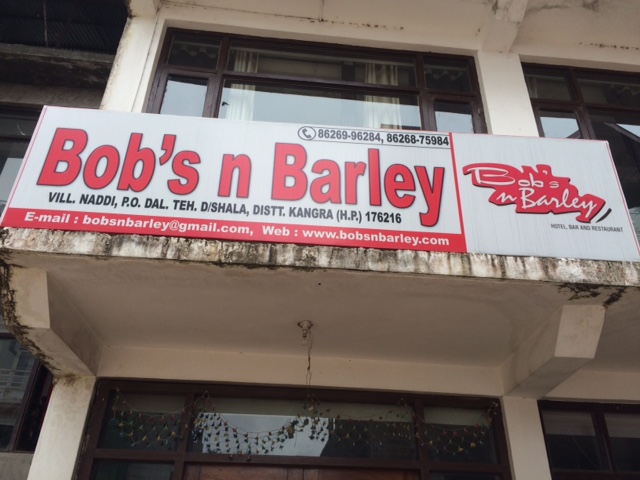 86269-96284, 86268-75984
Bob's n Barley
VILL. NADDI, P.O. DAL. TEH. D/SHALA, DISTT. KANGRA (H.P.) 176216
E-mail : bobsnbarley@gmail.com, Web : www.bobsnbarley.com
Bob's
n Barley
HOTEL, BAR AND RESTAURANT